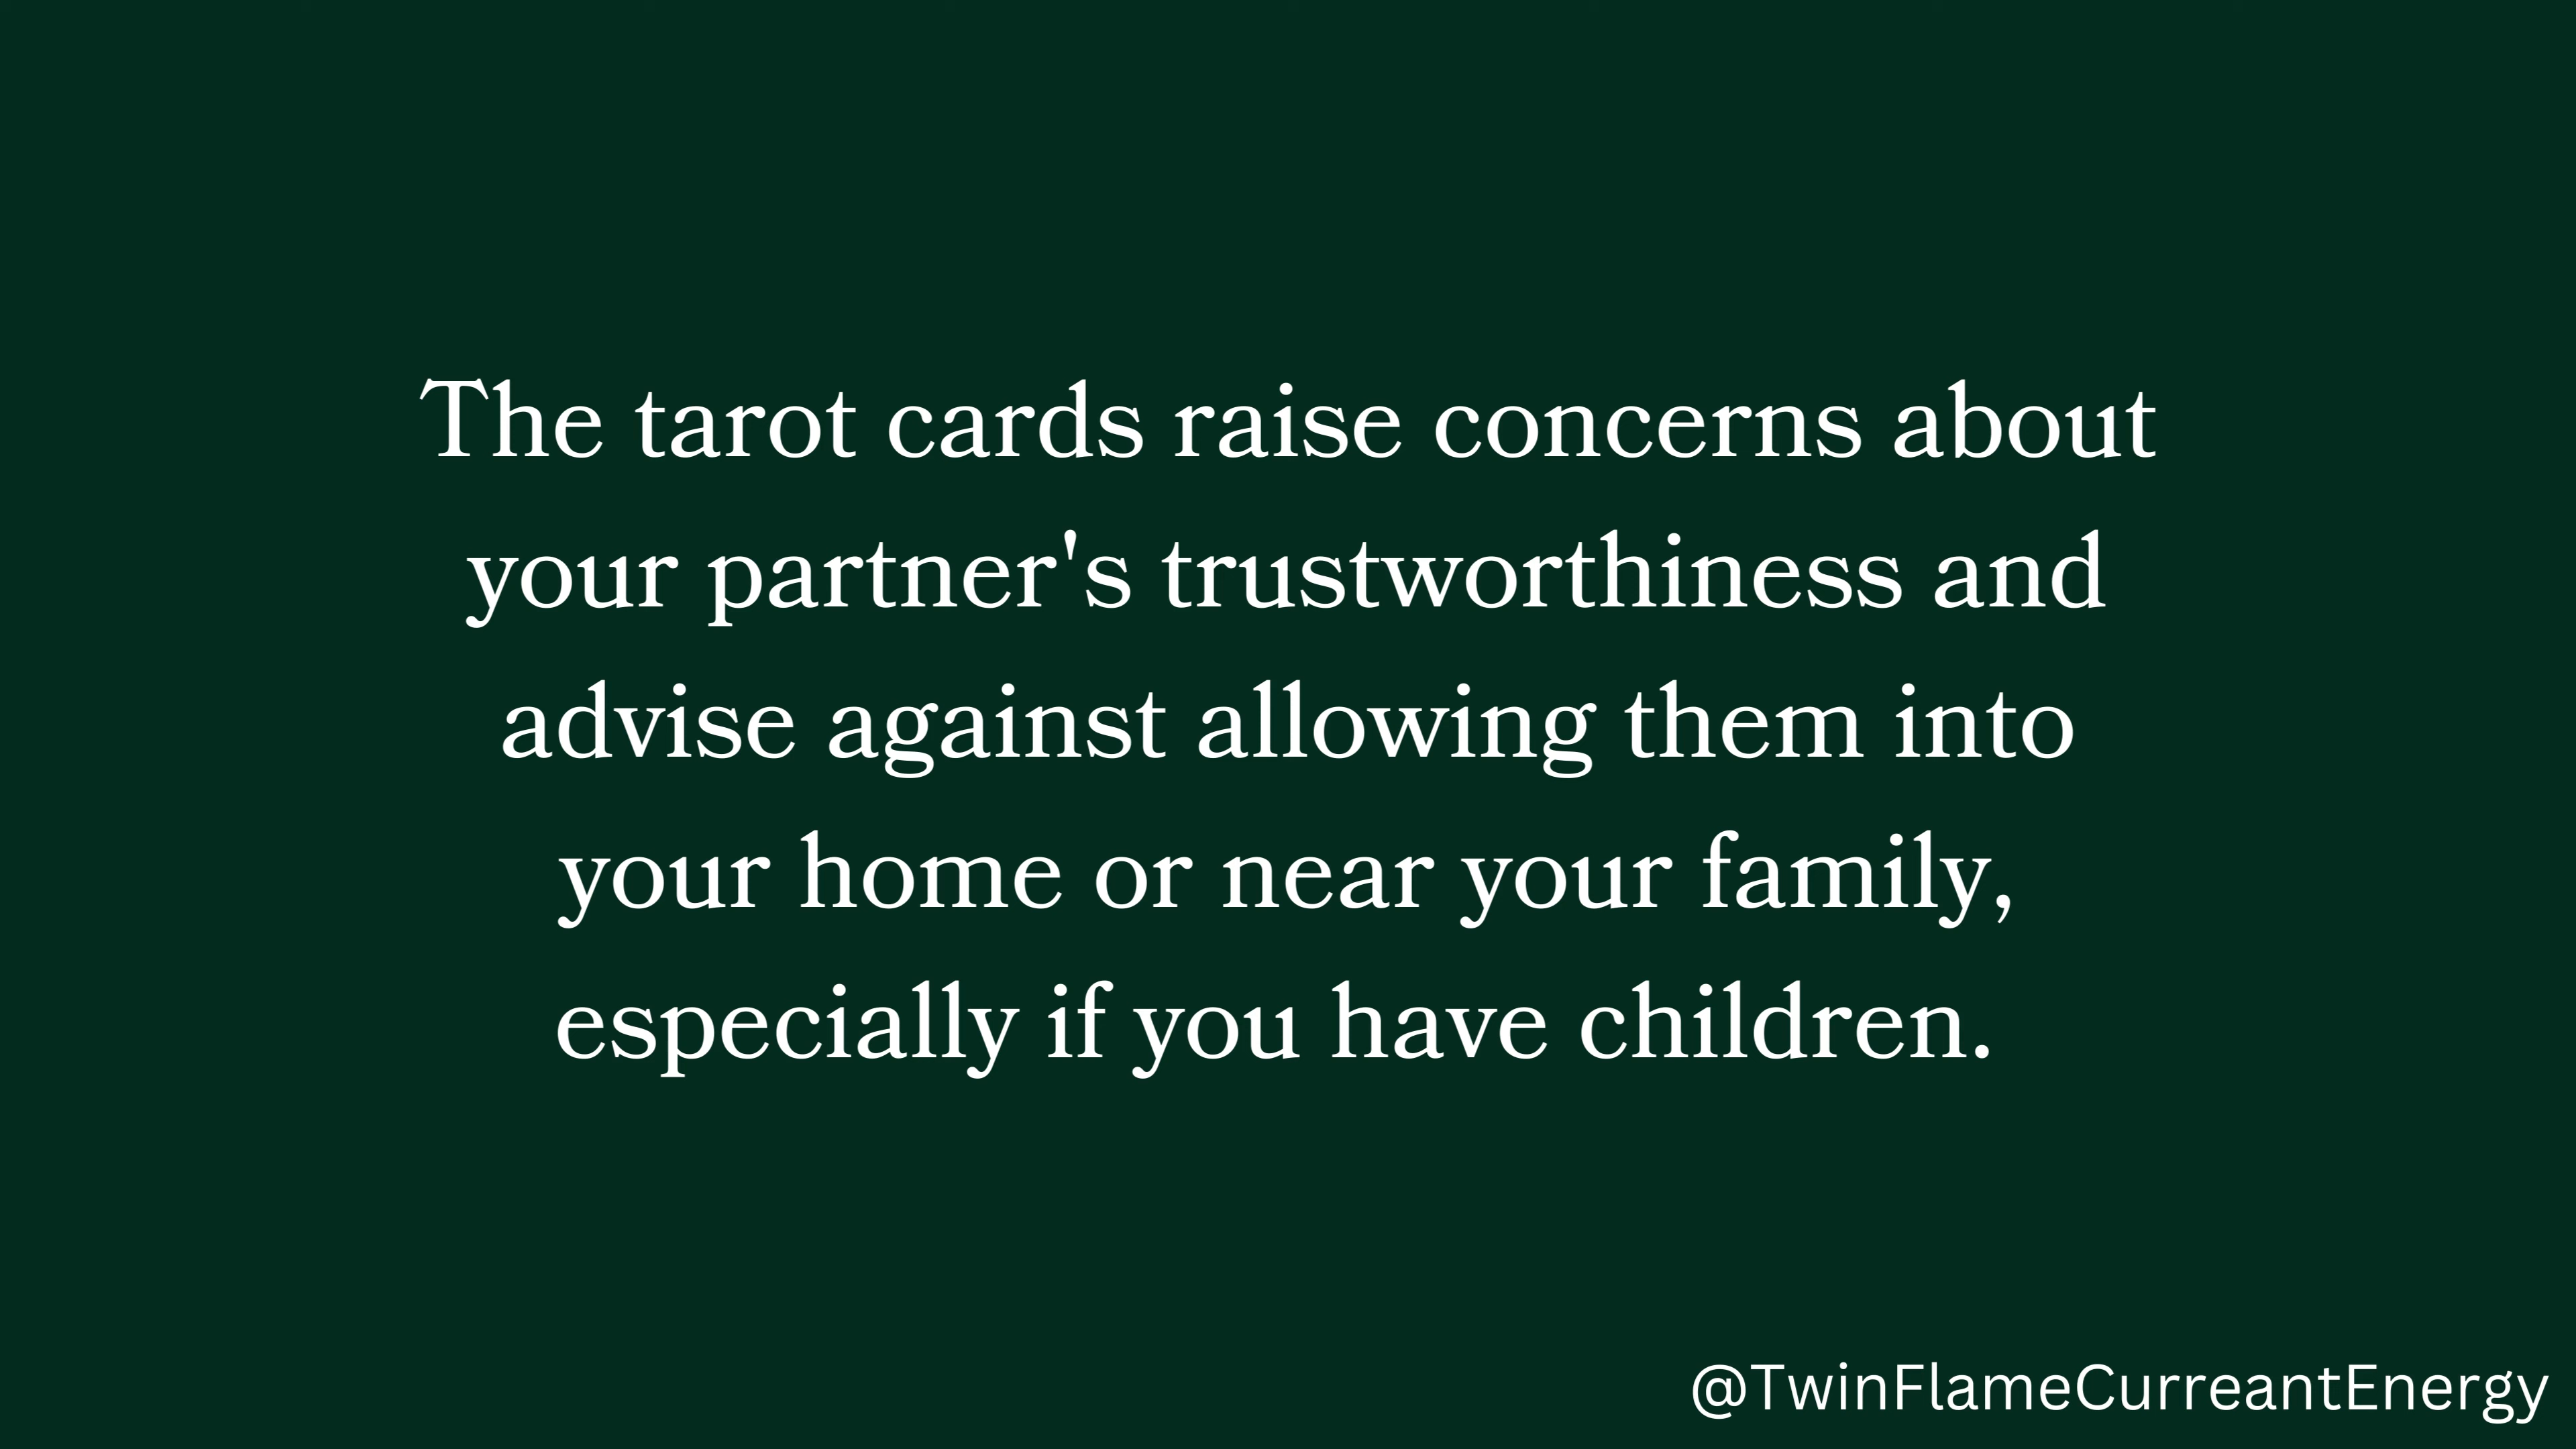 The tarot cards raise concerns about
your partner's trustworthiness and
advise against allowing them into
your home or near your family,
especially if you have children.
@TwinFlameCurreantEnergy